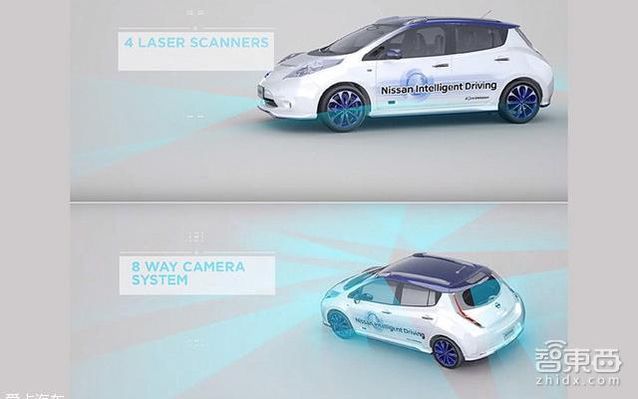 4 LASER SCANNERS
Nissan Intelligent Driving
8 WAY CAMERA
SYSTEM
Nissan Intelligent Driving
智東西
zhidx.com